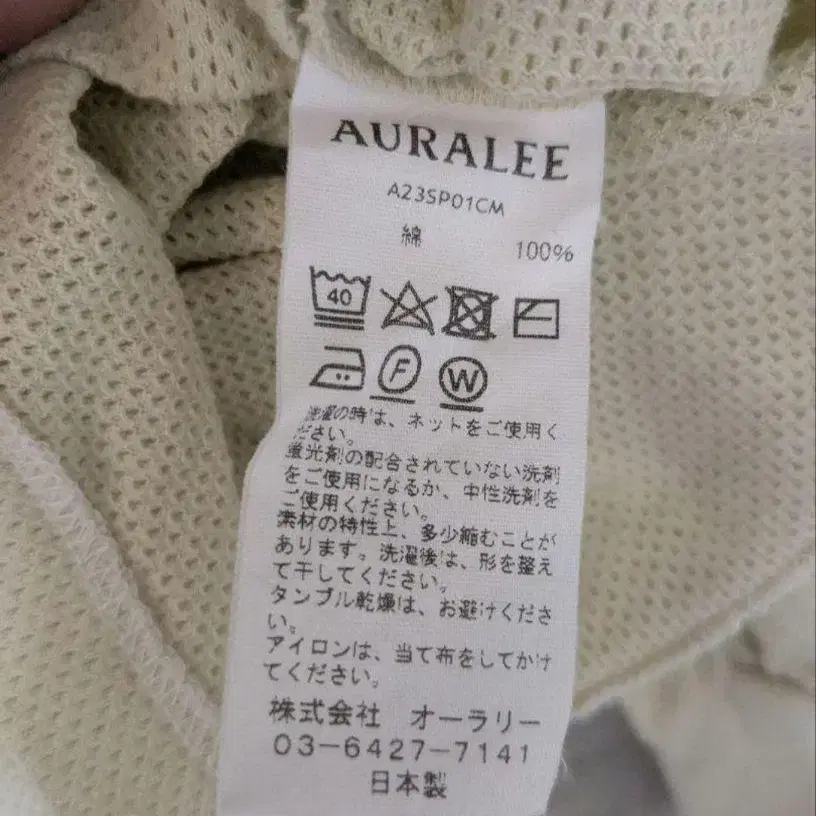 AURALEE
A23SP01CM
綿 100%
40
F W
洗濯の時は、ネットをご使用く
ださい。
蛍光剤の配合されていない洗剤
をご使用になるか、中性洗剤を
ご使用ください。
素材の特性上、多少縮むことが
あります。洗濯後は、形を整え
て干してください。
タンブル乾燥は、お避けくださ
い。
アイロンは、当て布をしてかけ
てください。
株式会社 オーラリー
03-6427-7141
日本製